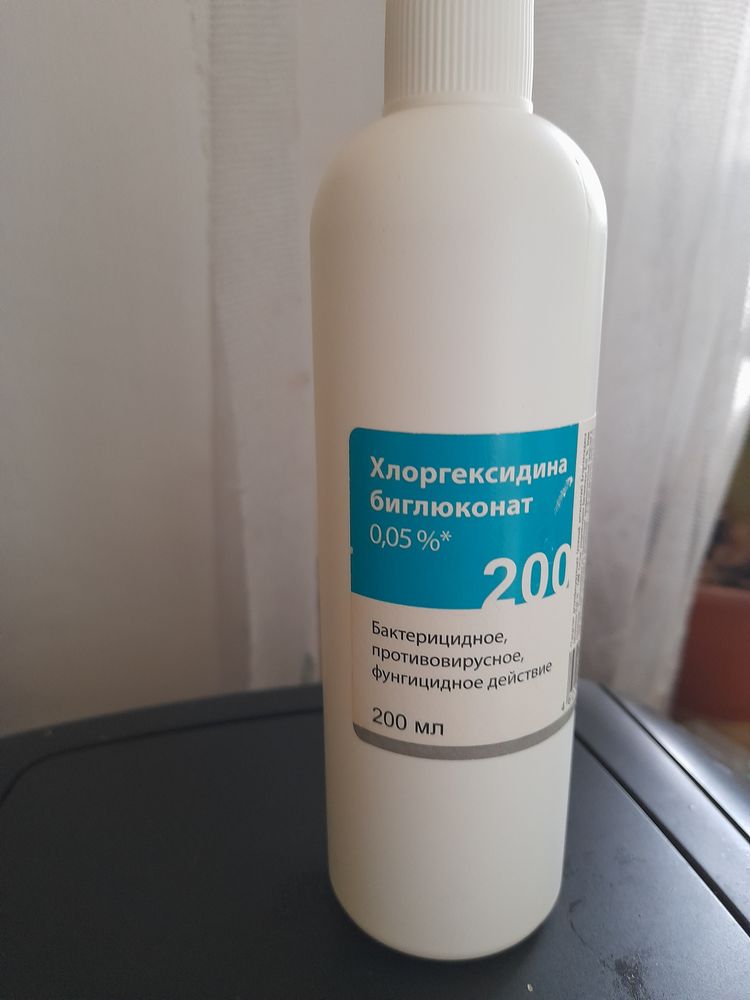 Хлоргексидина
биглюконат
0,05 %*
200
Бактерицидное,
противовирусное,
фунгицидное действие
200 мл